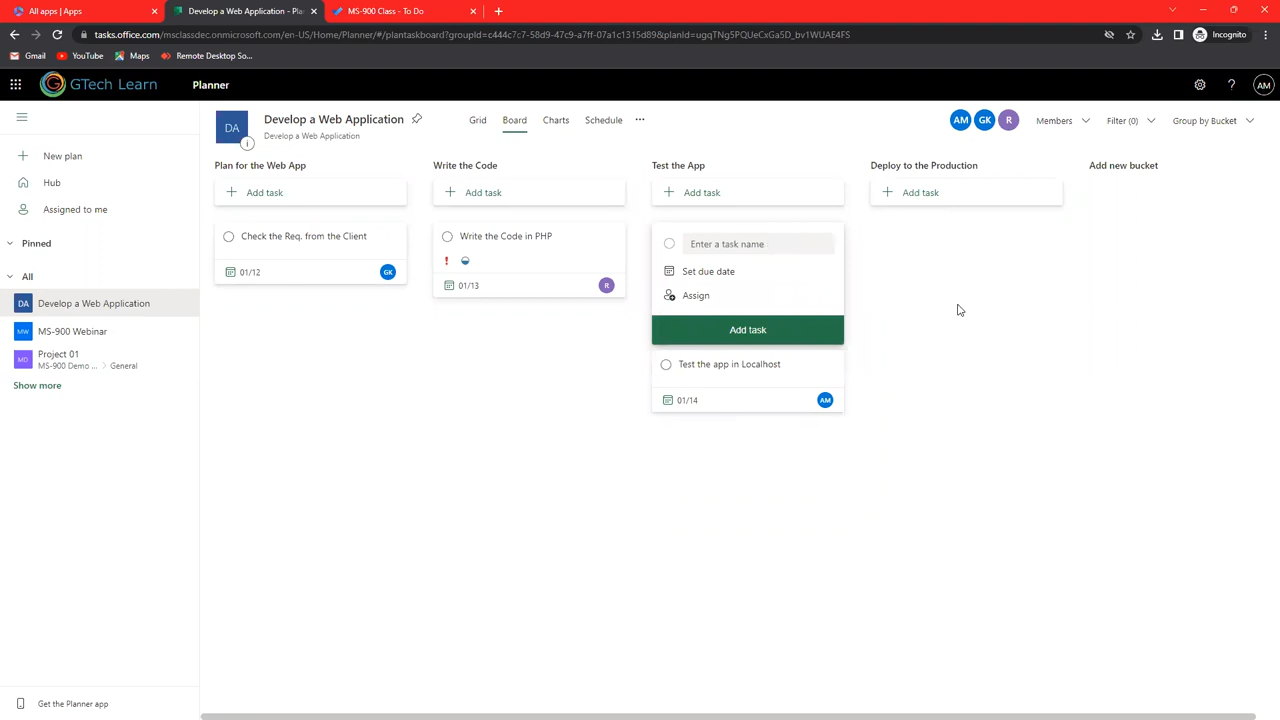 All apps | Apps
Develop a Web Application - Pla
MS-900 Class - To Do
tasks.office.com/msclassdec.onmicrosoft.com/en-US/Home/Planner/#/plantaskboard?groupId=c444c7c7-58d9-47c9-a7ff-07a1c1315d89&planId=ugqTNg5PQUeCxGa5D_bv1WUAE4FS
Incognito
Gmail
YouTube
Maps
Remote Desktop So...
GTech Learn
Planner
AM
DA
Develop a Web Application
Develop a Web Application
Grid
Board
Charts
Schedule
AM GK R
Members
Filter (0)
Group by Bucket
New plan
Hub
Assigned to me
Pinned
All
DA Develop a Web Application
MW MS-900 Webinar
MD Project 01
MS-900 Demo ... > General
Show more
Get the Planner app
Plan for the Web App
Add task
Check the Req. from the Client
01/12
GK
Write the Code
Add task
Write the Code in PHP
01/13
R
Test the App
Add task
Enter a task name
Set due date
Assign
Add task
Test the app in Localhost
01/14
AM
Deploy to the Production
Add task
Add new bucket